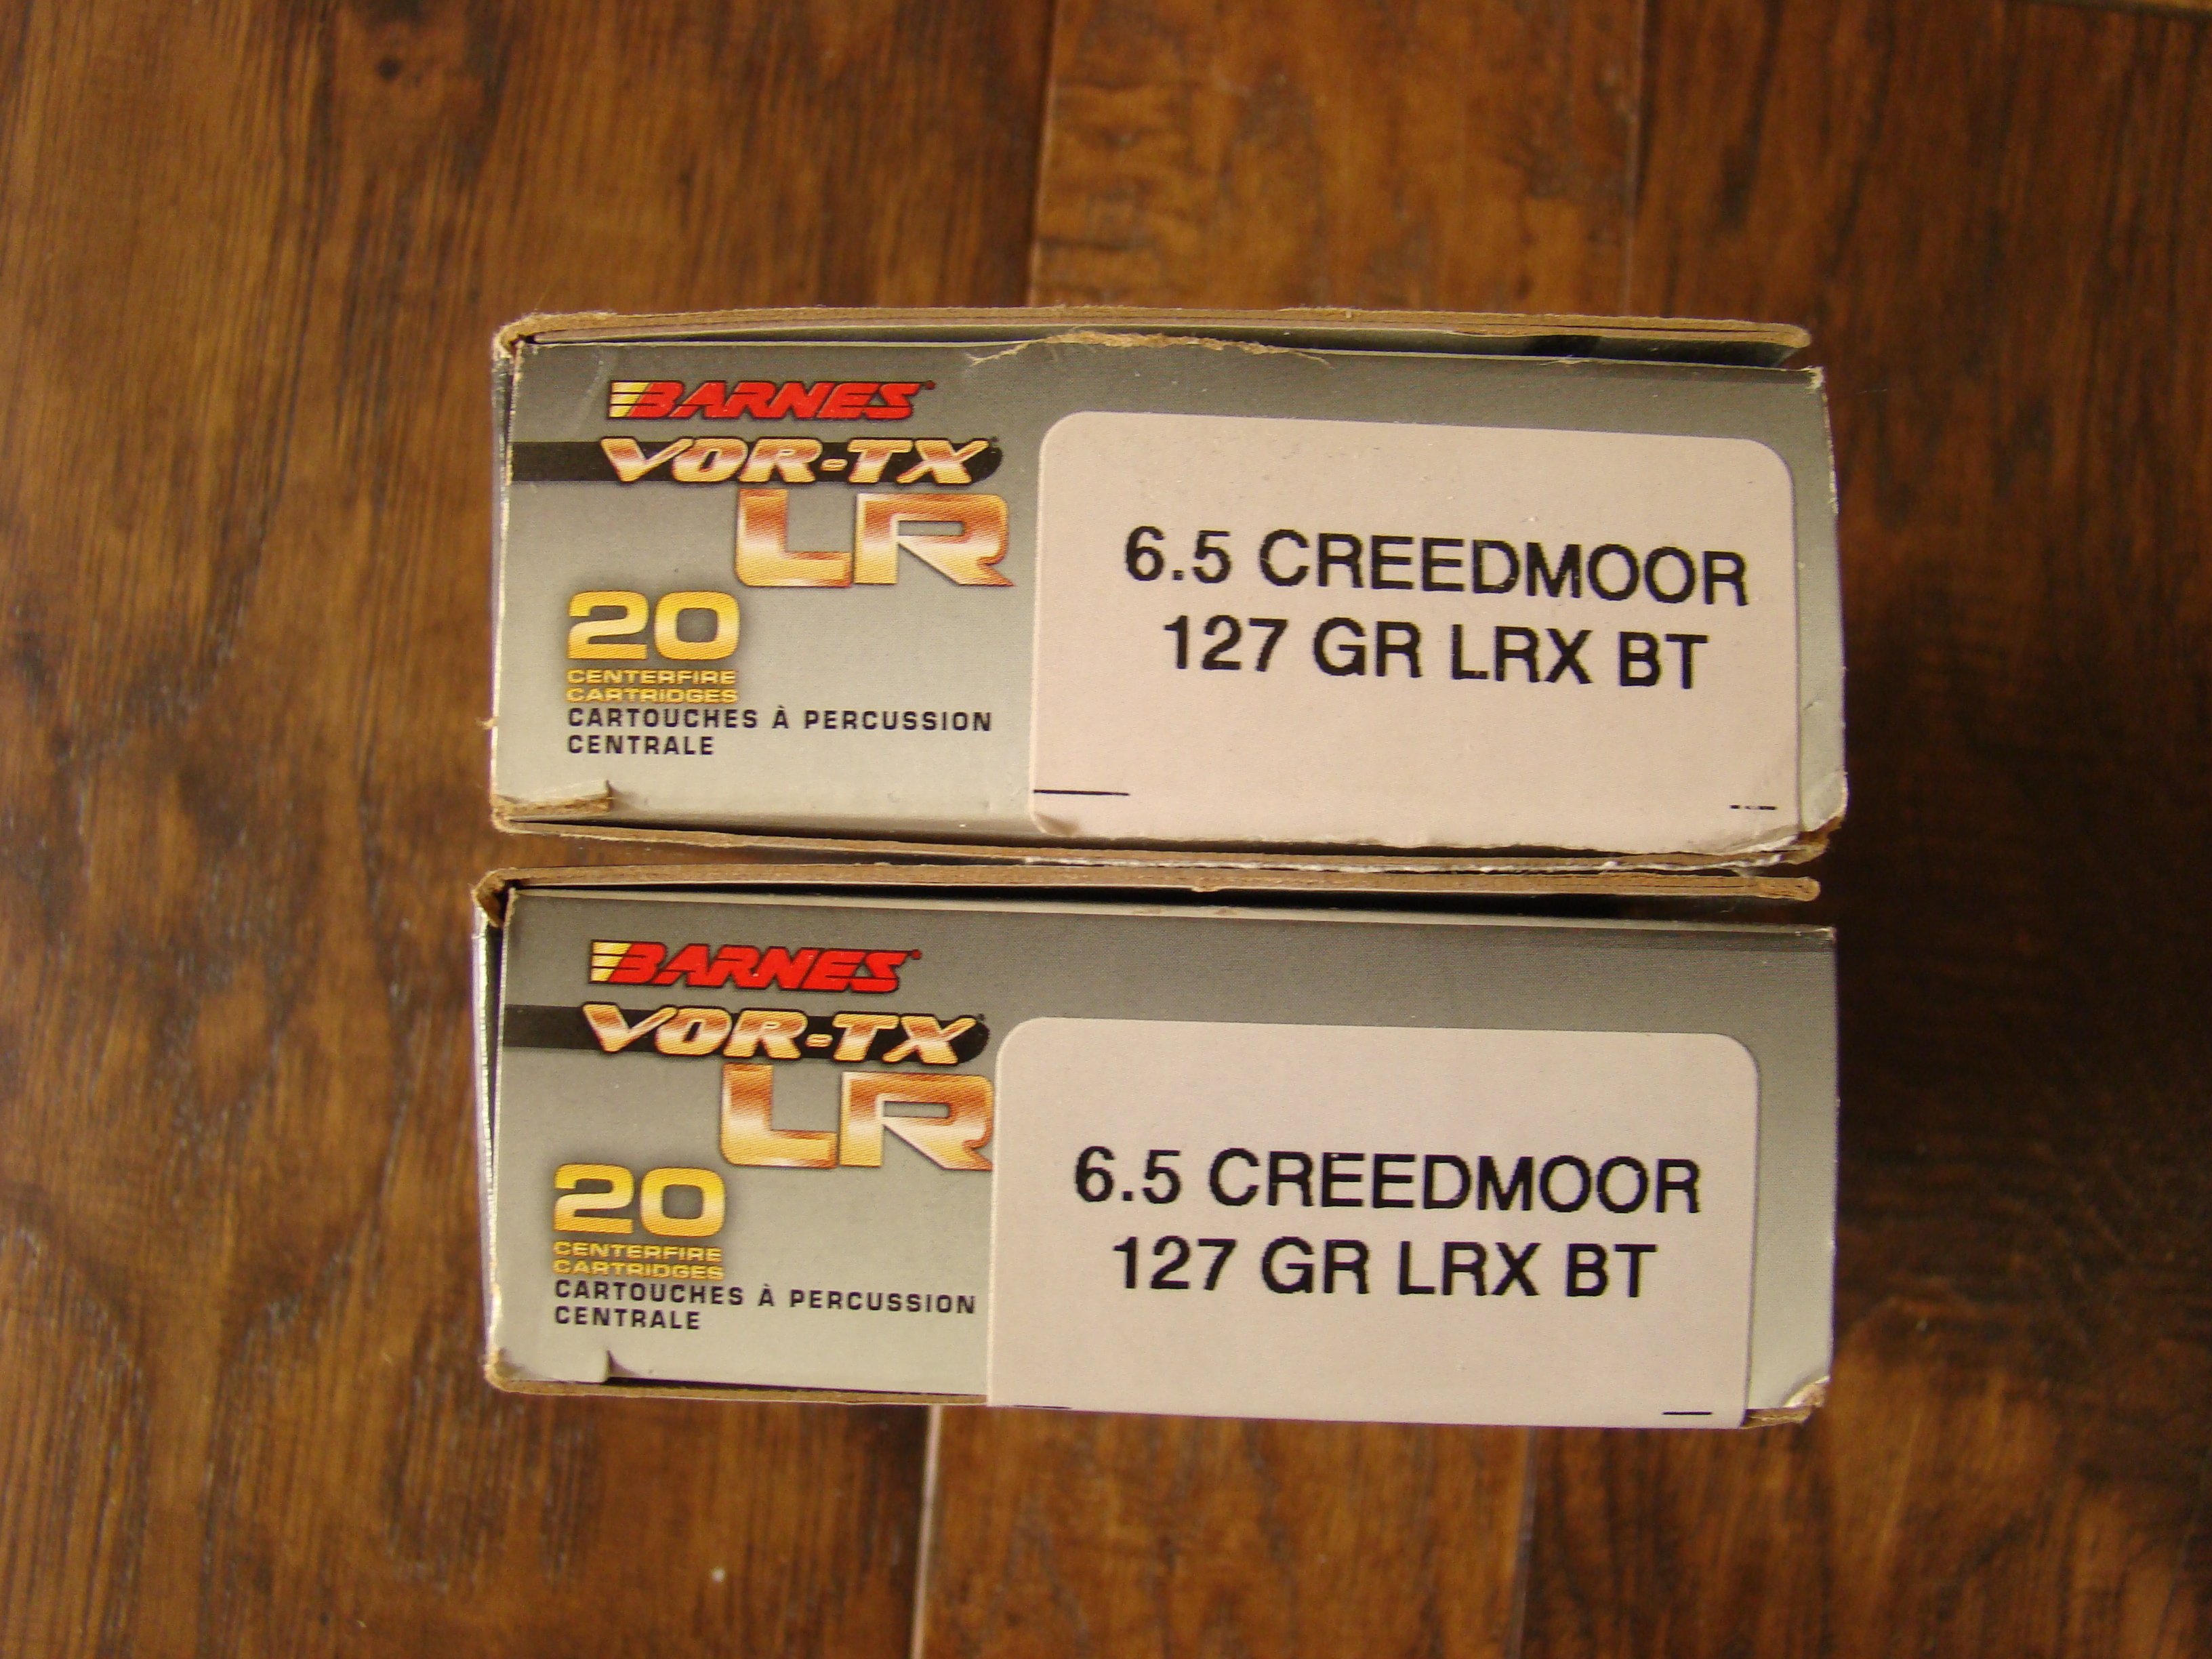 BARNES
VOR-TX
LR
20
CENTERFIRE
CARTRIDGES
CARTOUCHES À PERCUSSION
CENTRALE
6.5 CREEDMOOR
127 GR LRX BT
BARNES
VOR-TX
LR
20
CENTERFIRE
CARTRIDGES
CARTOUCHES À PERCUSSION
CENTRALE
6.5 CREEDMOOR
127 GR LRX BT